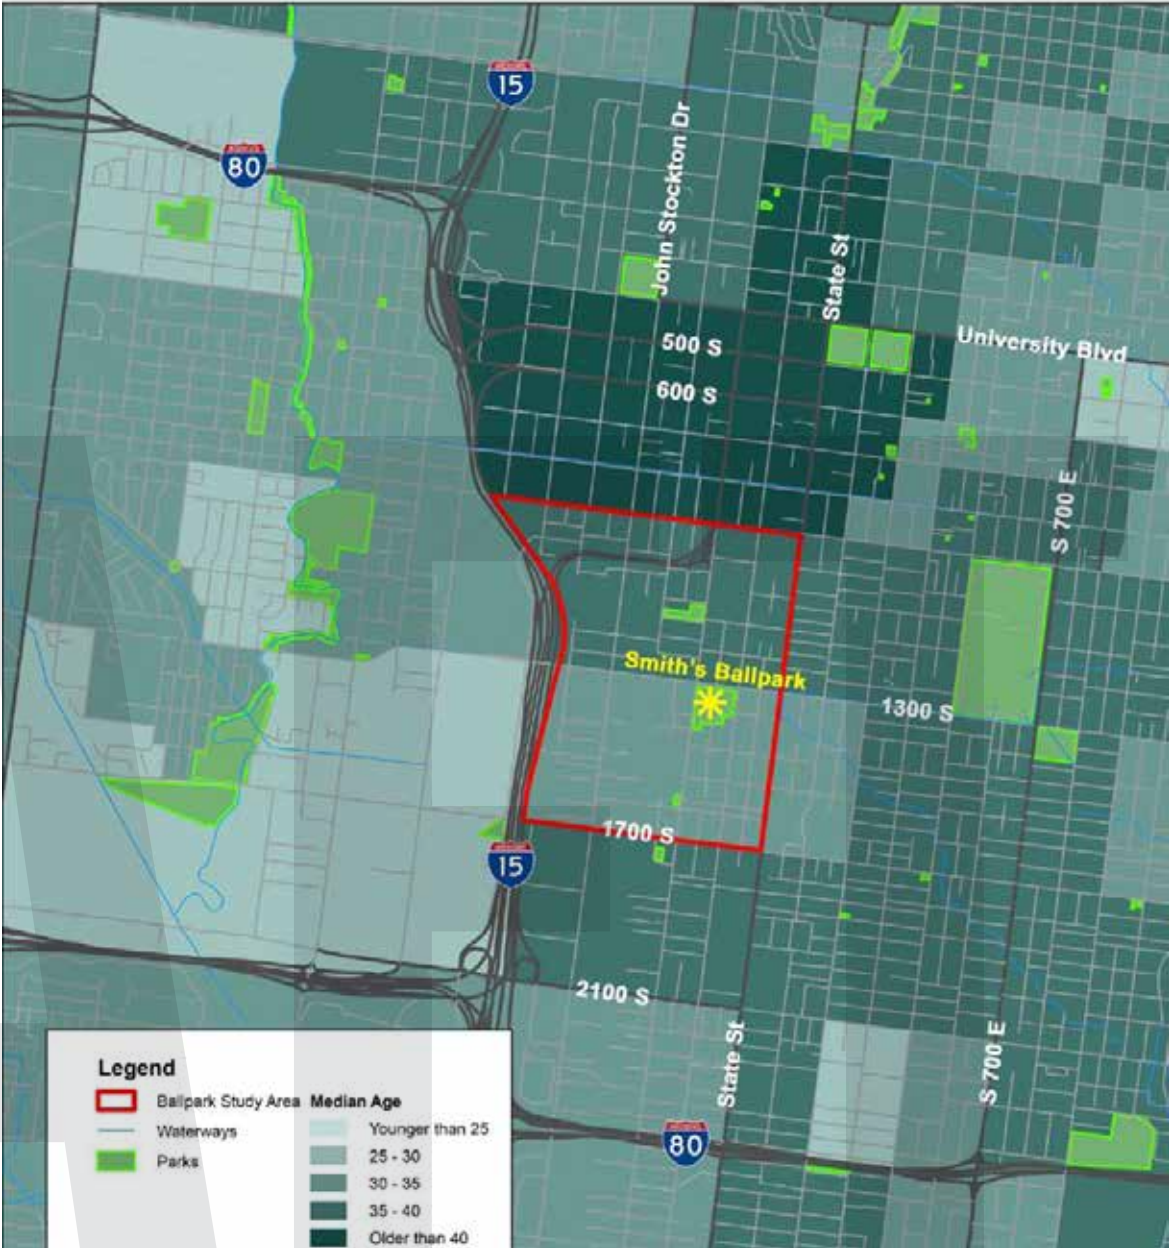 15
John Stockton Dr
80
State St
University Blvd
500 S
600 S
S 700 E
Smith's Ballpark
1300 S
1700 S
15
2100 S
State St
S 700 E
80
Legend
Ballpark Study Area
Waterways
Parks
Median Age
Younger than 25
25 - 30
30 - 35
35 - 40
Older than 40